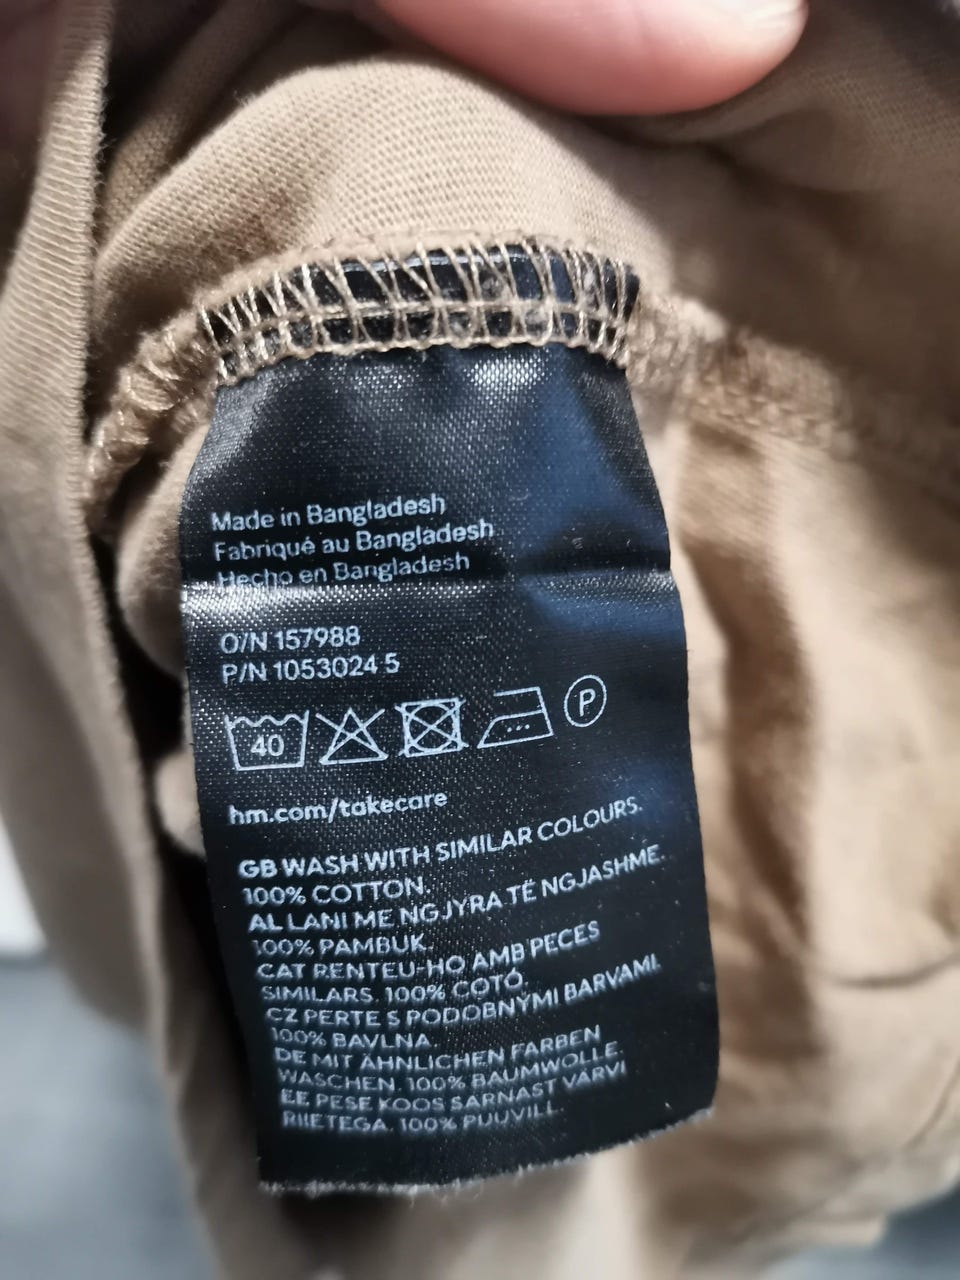 Made in Bangladesh
Fabriqué au Bangladesh
Hecho en Bangladesh
O/N 157988
P/N 1053024 5
40
P
hm.com/takecare
GB WASH WITH SIMILAR COLOURS.
100% COTTON.
AL LANI ME NGJYRA TË NGJASHME.
100% PAMBUK.
CAT RENTEU-HO AMB PECES
SIMILARS. 100% COTÓ.
CZ PERTE S PODOBNÝMI BARVAMI.
100% BAVLNA.
DE MIT ÄHNLICHEN FARBEN
WASCHEN. 100% BAUMWOLLE.
EE PESE KOOS SARNAST VÄRVI
RIIETEGA. 100% PUUVILL.